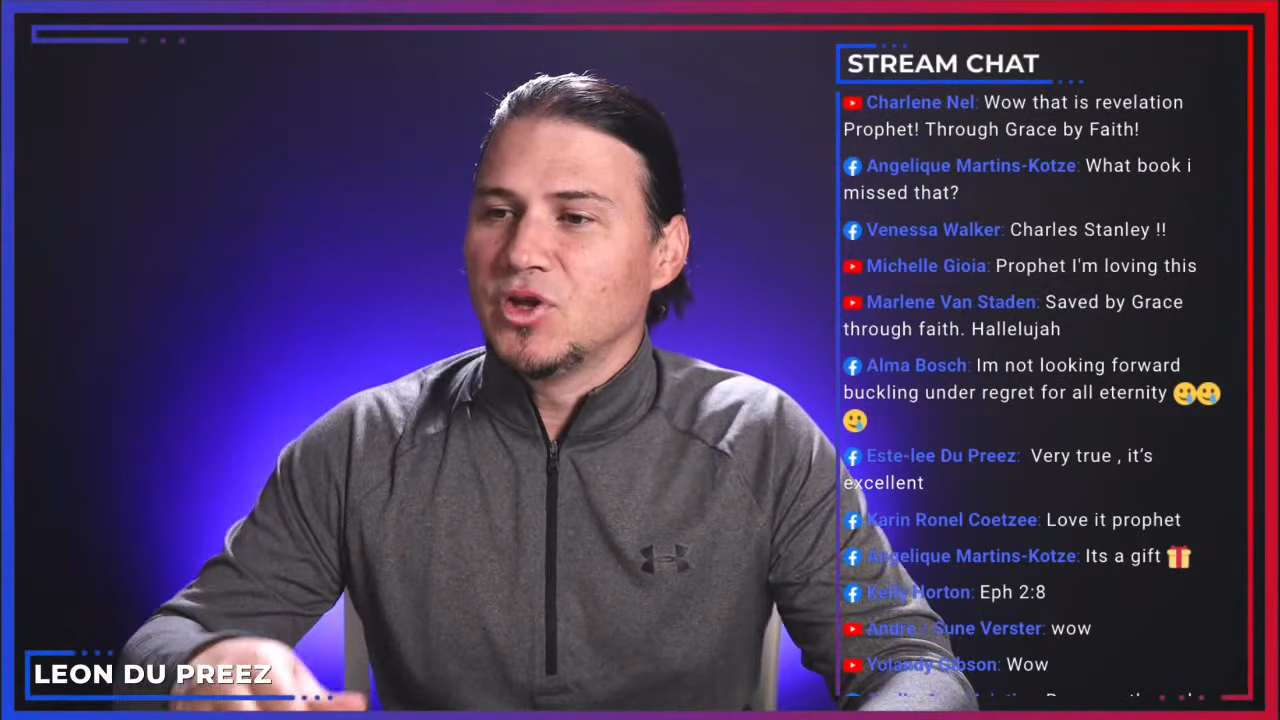 STREAM CHAT
Charlene Nel: Wow that is revelation
Prophet! Through Grace by Faith!
Angelique Martins-Kotze: What book i
missed that?
Venessa Walker: Charles Stanley !!
Michelle Gioia: Prophet I'm loving this
Marlene Van Staden: Saved by Grace
through faith. Hallelujah
Alma Bosch: Im not looking forward
buckling under regret for all eternity 🥲🥲
🥲
Este-lee Du Preez: Very true , it’s
excellent
Karin Ronel Coetzee: Love it prophet
Angelique Martins-Kotze: Its a gift 🎁
Kelly Horton: Eph 2:8
Andre / Sune Verster: wow
Yolandy Gibson: Wow
LEON DU PREEZ